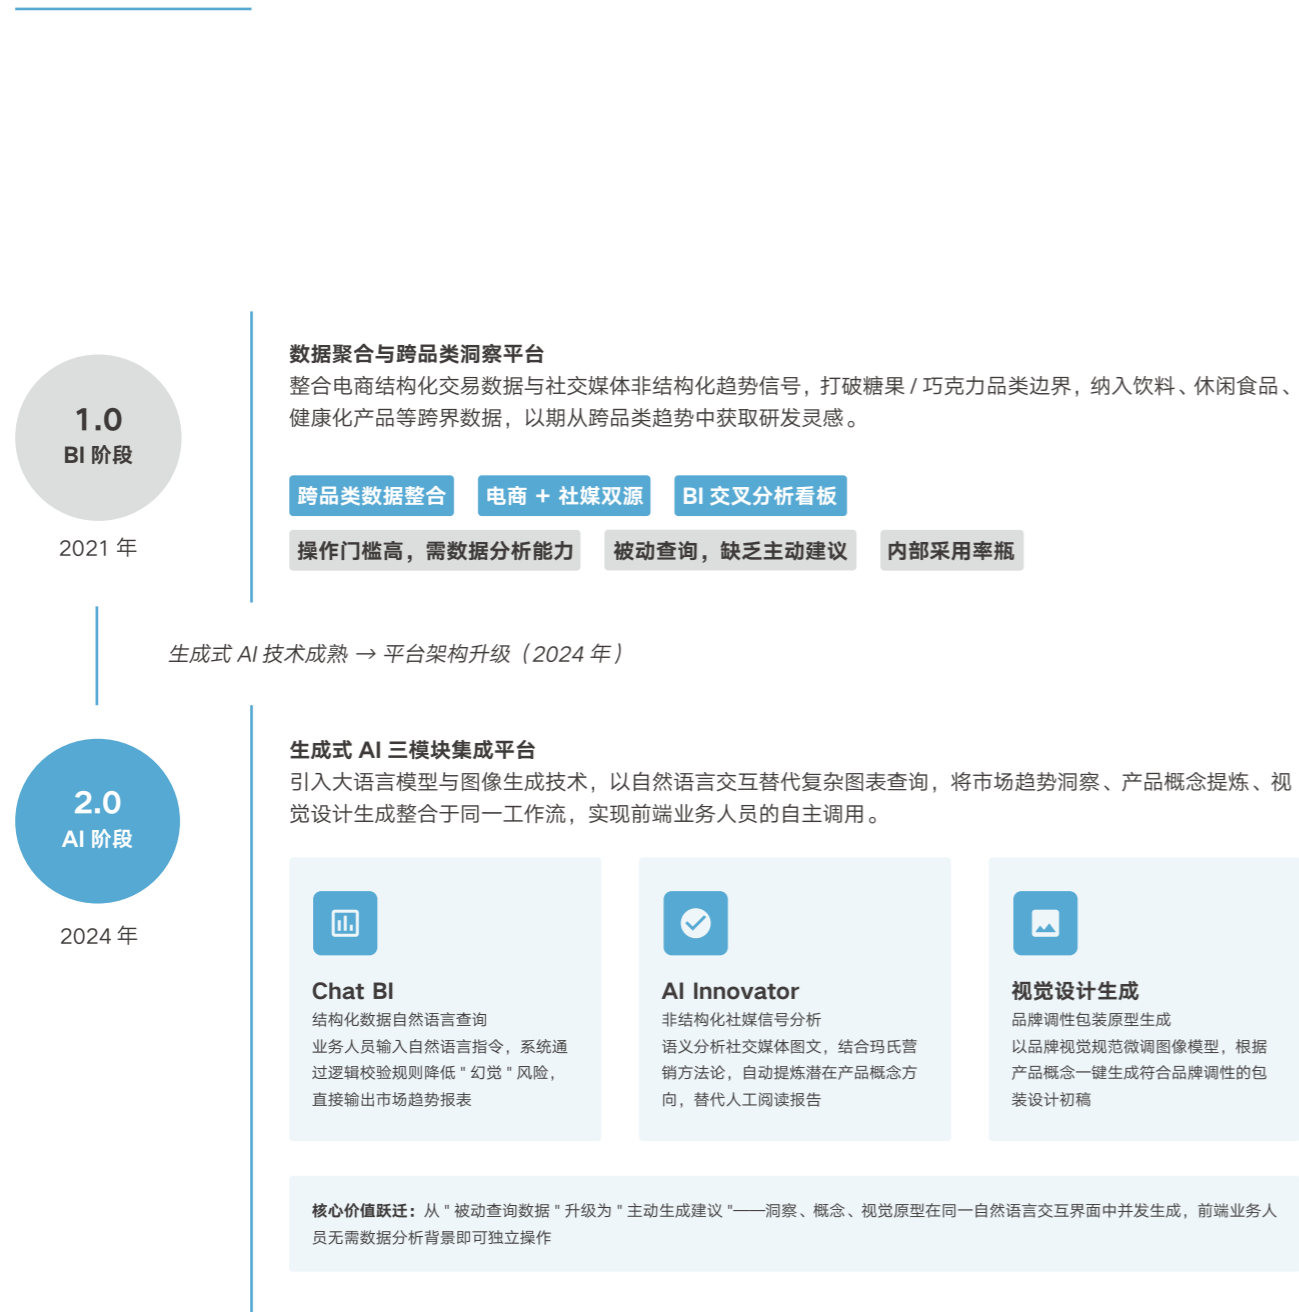 1.0
BI 阶段
2021 年
数据聚合与跨品类洞察平台
整合电商结构化交易数据与社交媒体非结构化趋势信号，打破糖果 / 巧克力品类边界，纳入饮料、休闲食品、
健康化产品等跨界数据，以期从跨品类趋势中获取研发灵感。
跨品类数据整合
电商 + 社媒双源
BI 交叉分析看板
操作门槛高，需数据分析能力
被动查询，缺乏主动建议
内部采用率瓶
生成式 AI 技术成熟 → 平台架构升级（2024 年）
2.0
AI 阶段
2024 年
生成式 AI 三模块集成平台
引入大语言模型与图像生成技术，以自然语言交互替代复杂图表查询，将市场趋势洞察、产品概念提炼、视
觉设计生成整合于同一工作流，实现前端业务人员的自主调用。
Chat BI
结构化数据自然语言查询
业务人员输入自然语言指令，系统通
过逻辑校验规则降低 " 幻觉 " 风险，
直接输出市场趋势报表
AI Innovator
非结构化社媒信号分析
语义分析社交媒体图文，结合玛氏营
销方法论，自动提炼潜在产品概念方
向，替代人工阅读报告
视觉设计生成
品牌调性包装原型生成
以品牌视觉规范微调图像模型，根据
产品概念一键生成符合品牌调性的包
装设计初稿
核心价值跃迁：从 " 被动查询数据 " 升级为 " 主动生成建议 "——洞察、概念、视觉原型在同一自然语言交互界面中并发生成，前端业务人
员无需数据分析背景即可独立操作